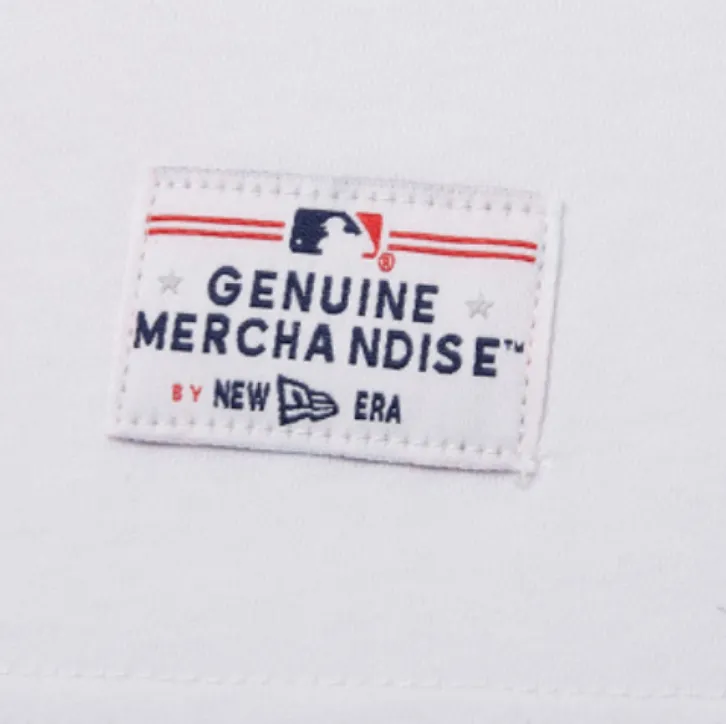 ®
GENUINE
MERCHANDISE™
BY NEW ERA